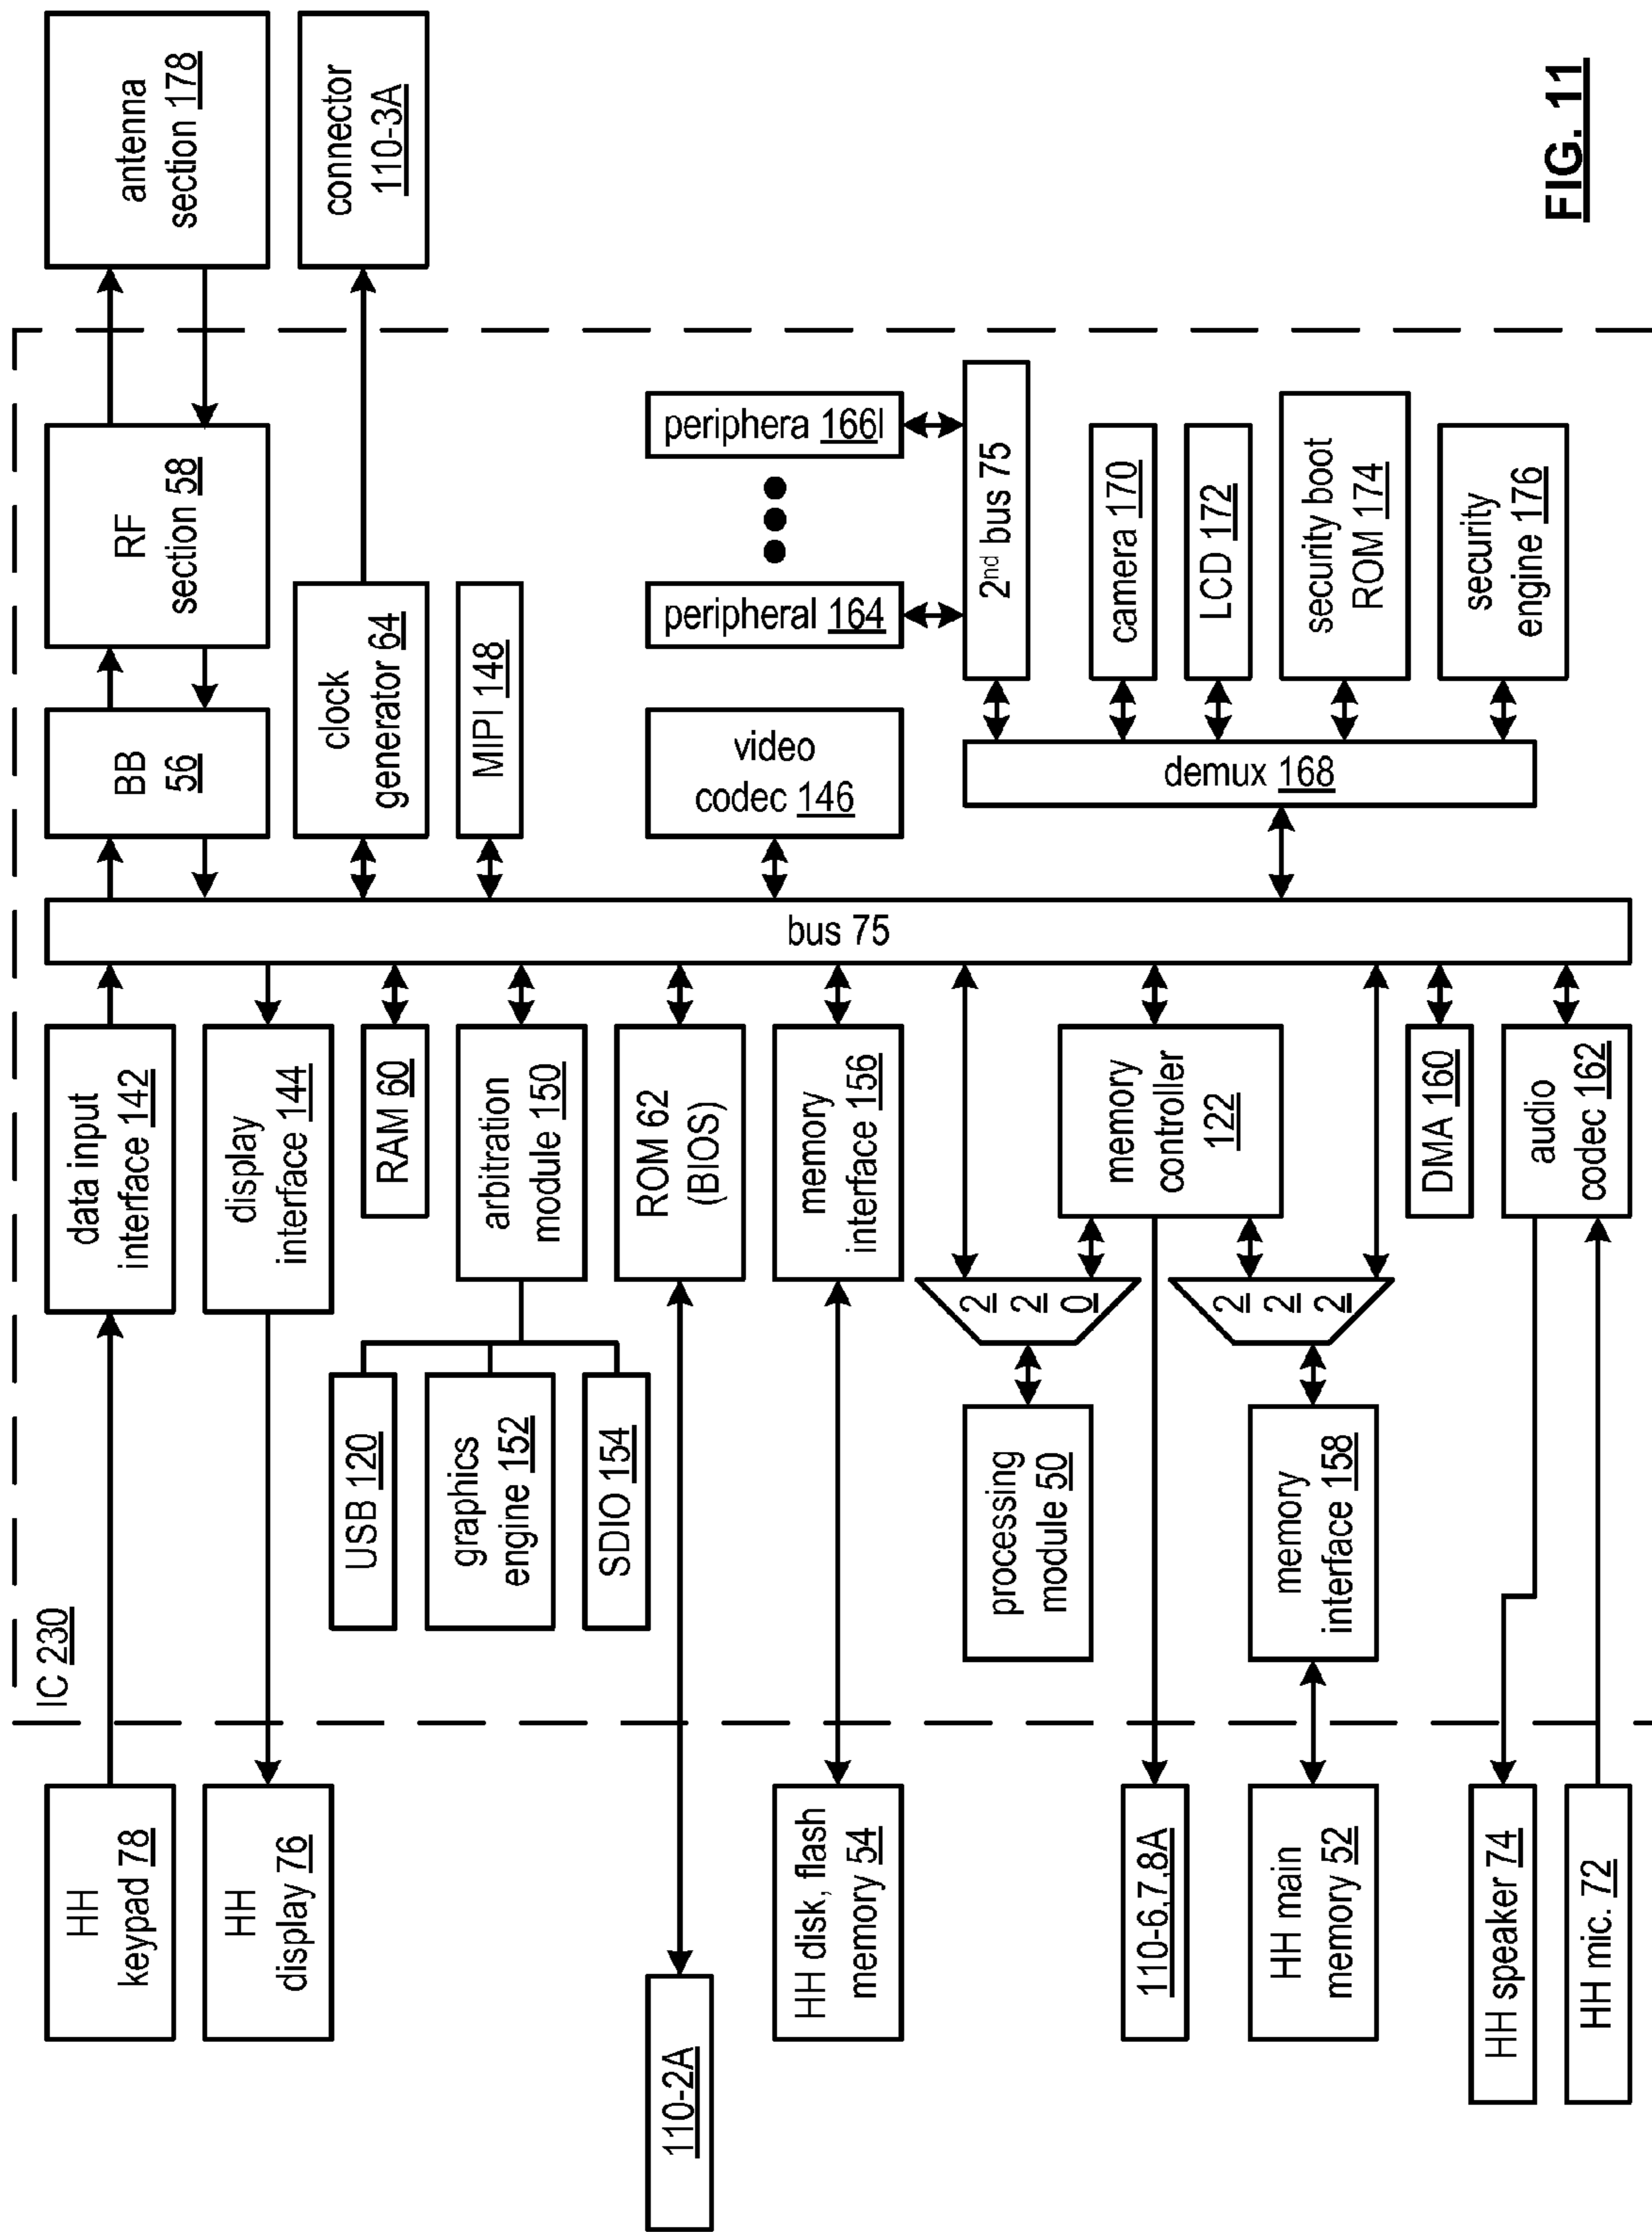 IC 230
HH
keypad 78
HH
display 76
110-2A
HH disk, flash
memory 54
110-6,7,8A
HH main
memory 52
HH speaker 74
HH mic. 72
data input
interface 142
display
interface 144
RAM 60
USB 120
graphics
engine 152
SDIO 154
arbitration
module 150
ROM 62
(BIOS)
memory
interface 156
processing
module 50
220
memory
controller
122
222
memory
interface 158
DMA 160
audio
codec 162
bus 75
BB
56
RF
section 58
antenna
section 178
clock
generator 64
connector
110-3A
MIPI 148
video
codec 146
peripheral 164
periphera 166l
2nd bus 75
demux 168
camera 170
LCD 172
security boot
ROM 174
security
engine 176
FIG. 11